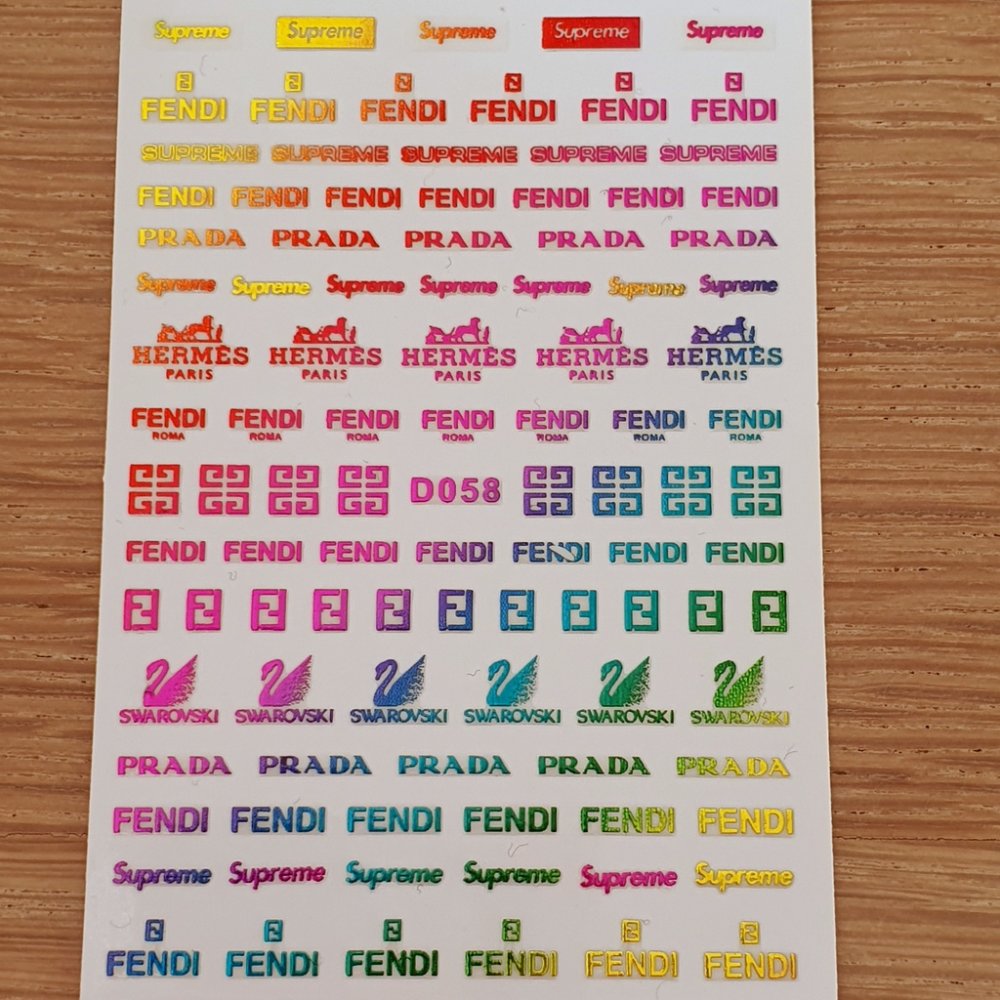 Supreme Supreme Supreme Supreme Supreme
FENDI FENDI FENDI FENDI FENDI FENDI
SUPREME SUPREME SUPREME SUPREME SUPREME
FENDI FENDI FENDI FENDI FENDI FENDI FENDI
PRADA PRADA PRADA PRADA PRADA
Supreme Supreme Supreme Supreme Supreme Supreme Supreme
HERMÈS HERMÈS HERMÈS HERMÈS HERMÈS
PARIS PARIS PARIS PARIS PARIS
FENDI FENDI FENDI FENDI FENDI FENDI FENDI
ROMA ROMA ROMA ROMA ROMA ROMA ROMA
D058
FENDI FENDI FENDI FENDI FENDI FENDI FENDI
SWAROVSKI SWAROVSKI SWAROVSKI SWAROVSKI SWAROVSKI SWAROVSKI
PRADA PRADA PRADA PRADA PRADA
FENDI FENDI FENDI FENDI FENDI FENDI
Supreme Supreme Supreme Supreme Supreme Supreme
FENDI FENDI FENDI FENDI FENDI FENDI